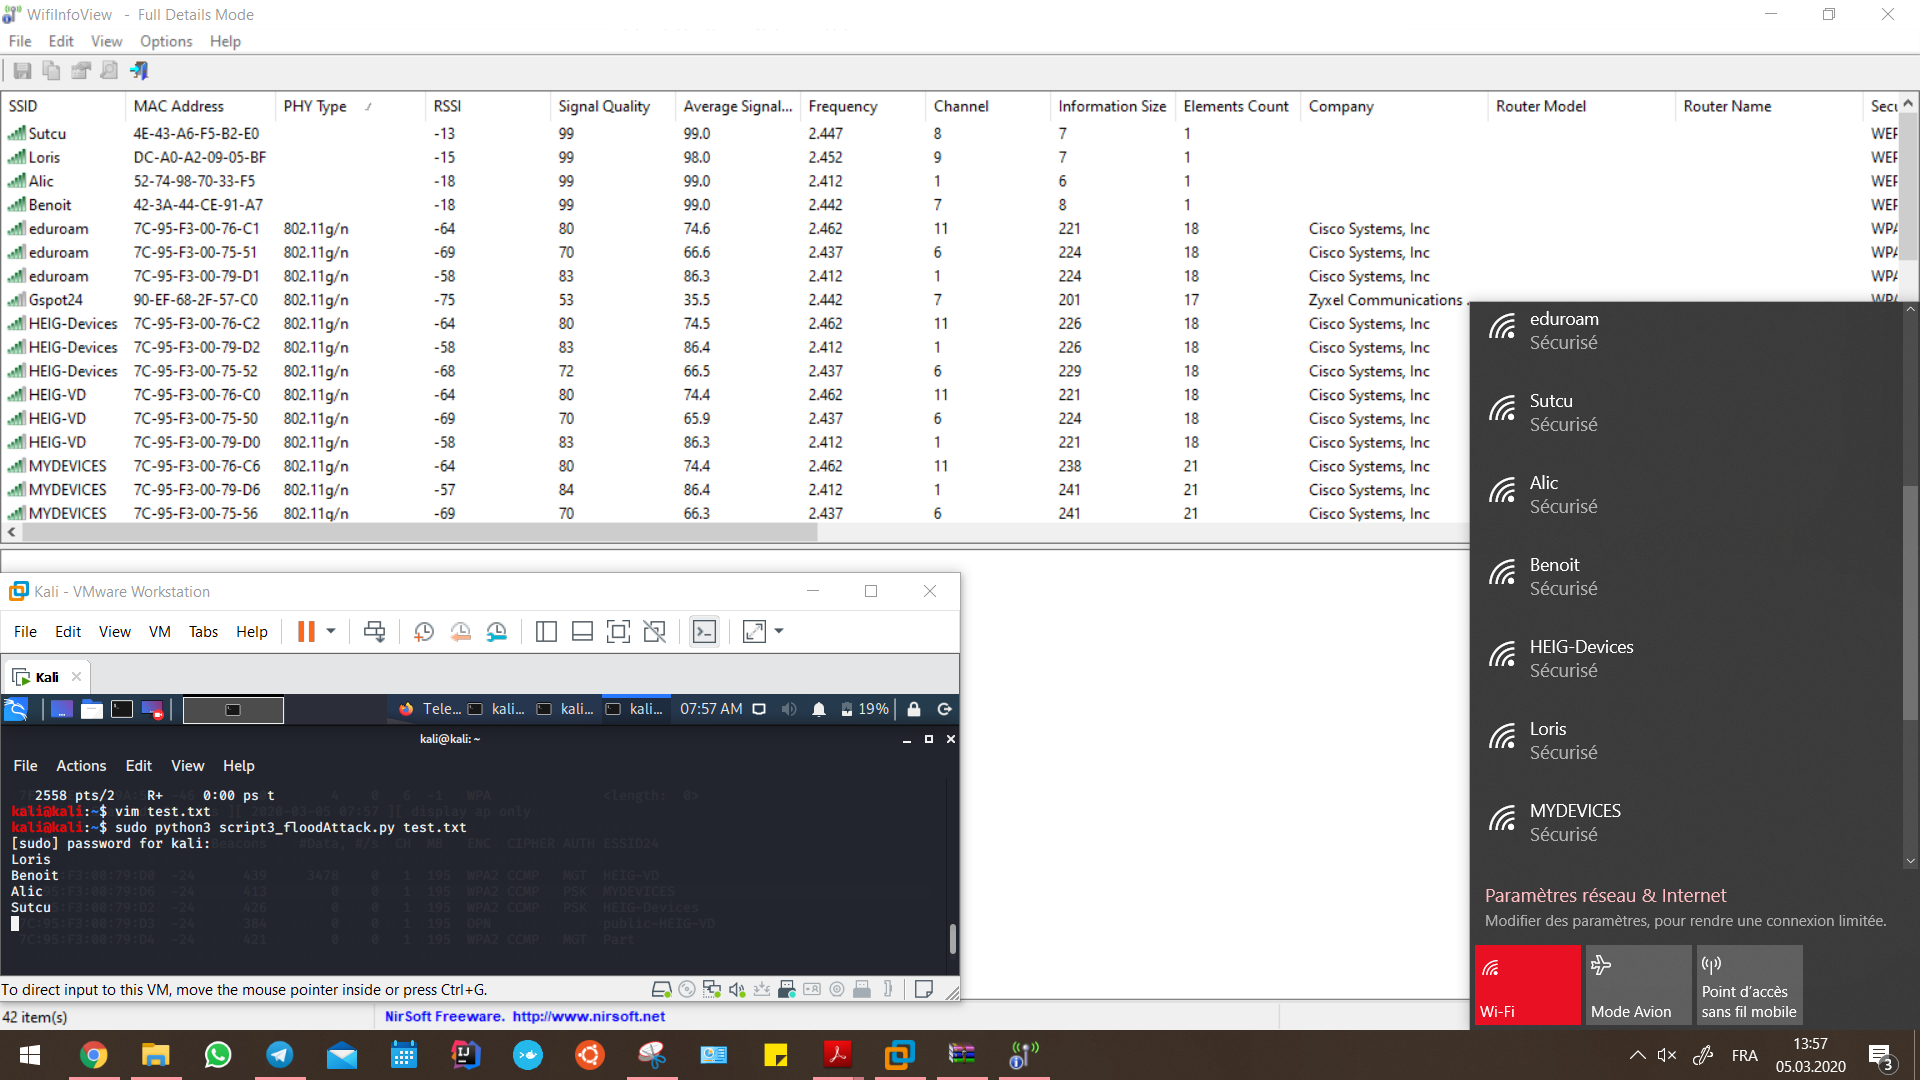 WifiInfoView - Full Details Mode
File Edit View Options Help
SSID MAC Address PHY Type RSSI Signal Quality Average Signal... Frequency Channel Information Size Elements Count Company Router Model Router Name Secu
Sutcu 4E-43-A6-F5-B2-E0 -13 99 99.0 2.447 8 7 1 WEP
Loris DC-A0-A2-09-05-BF -15 99 98.0 2.452 9 7 1 WEP
Alic 52-74-98-70-33-F5 -18 99 99.0 2.412 1 6 1 WEP
Benoit 42-3A-44-CE-91-A7 -18 99 99.0 2.442 7 8 1 WEP
eduroam 7C-95-F3-00-76-C1 802.11g/n -64 80 74.6 2.462 11 221 18 Cisco Systems, Inc WPA
eduroam 7C-95-F3-00-75-51 802.11g/n -69 70 66.6 2.437 6 224 18 Cisco Systems, Inc WPA
eduroam 7C-95-F3-00-79-D1 802.11g/n -58 83 86.3 2.412 1 224 18 Cisco Systems, Inc WPA
Gspot24 90-EF-68-2F-57-C0 802.11g/n -75 53 35.5 2.442 7 201 17 Zyxel Communications . WPA
HEIG-Devices 7C-95-F3-00-76-C2 802.11g/n -64 80 74.5 2.462 11 226 18 Cisco Systems, Inc
HEIG-Devices 7C-95-F3-00-79-D2 802.11g/n -58 83 86.4 2.412 1 226 18 Cisco Systems, Inc
HEIG-Devices 7C-95-F3-00-75-52 802.11g/n -68 72 66.5 2.437 6 229 18 Cisco Systems, Inc
HEIG-VD 7C-95-F3-00-76-C0 802.11g/n -64 80 74.4 2.462 11 221 18 Cisco Systems, Inc
HEIG-VD 7C-95-F3-00-75-50 802.11g/n -69 70 65.9 2.437 6 224 18 Cisco Systems, Inc
HEIG-VD 7C-95-F3-00-79-D0 802.11g/n -58 83 86.3 2.412 1 221 18 Cisco Systems, Inc
MYDEVICES 7C-95-F3-00-76-C6 802.11g/n -64 80 74.4 2.462 11 238 21 Cisco Systems, Inc
MYDEVICES 7C-95-F3-00-79-D6 802.11g/n -57 84 86.4 2.412 1 241 21 Cisco Systems, Inc
MYDEVICES 7C-95-F3-00-75-56 802.11g/n -69 70 66.3 2.437 6 241 21 Cisco Systems, Inc
eduroam
Sécurisé
Sutcu
Sécurisé
Alic
Sécurisé
Benoit
Sécurisé
HEIG-Devices
Sécurisé
Loris
Sécurisé
MYDEVICES
Sécurisé
Paramètres réseau & Internet
Modifier des paramètres, pour rendre une connexion limitée.
Wi-Fi
Mode Avion
Point d'accès
sans fil mobile
Kali - VMware Workstation
File Edit View VM Tabs Help
Kali
Tele... kali... kali... kali... 07:57 AM 19%
kali@kali: ~
File Actions Edit View Help
2558 pts/2 R+ 0:00 ps t
kali@kali:~$ vim test.txt
kali@kali:~$ sudo python3 script3_floodAttack.py test.txt
[sudo] password for kali:
Loris
Benoit
Alic
Sutcu
To direct input to this VM, move the mouse pointer inside or press Ctrl+G.
42 item(s)
NirSoft Freeware. http://www.nirsoft.net
FRA
13:57
05.03.2020
3